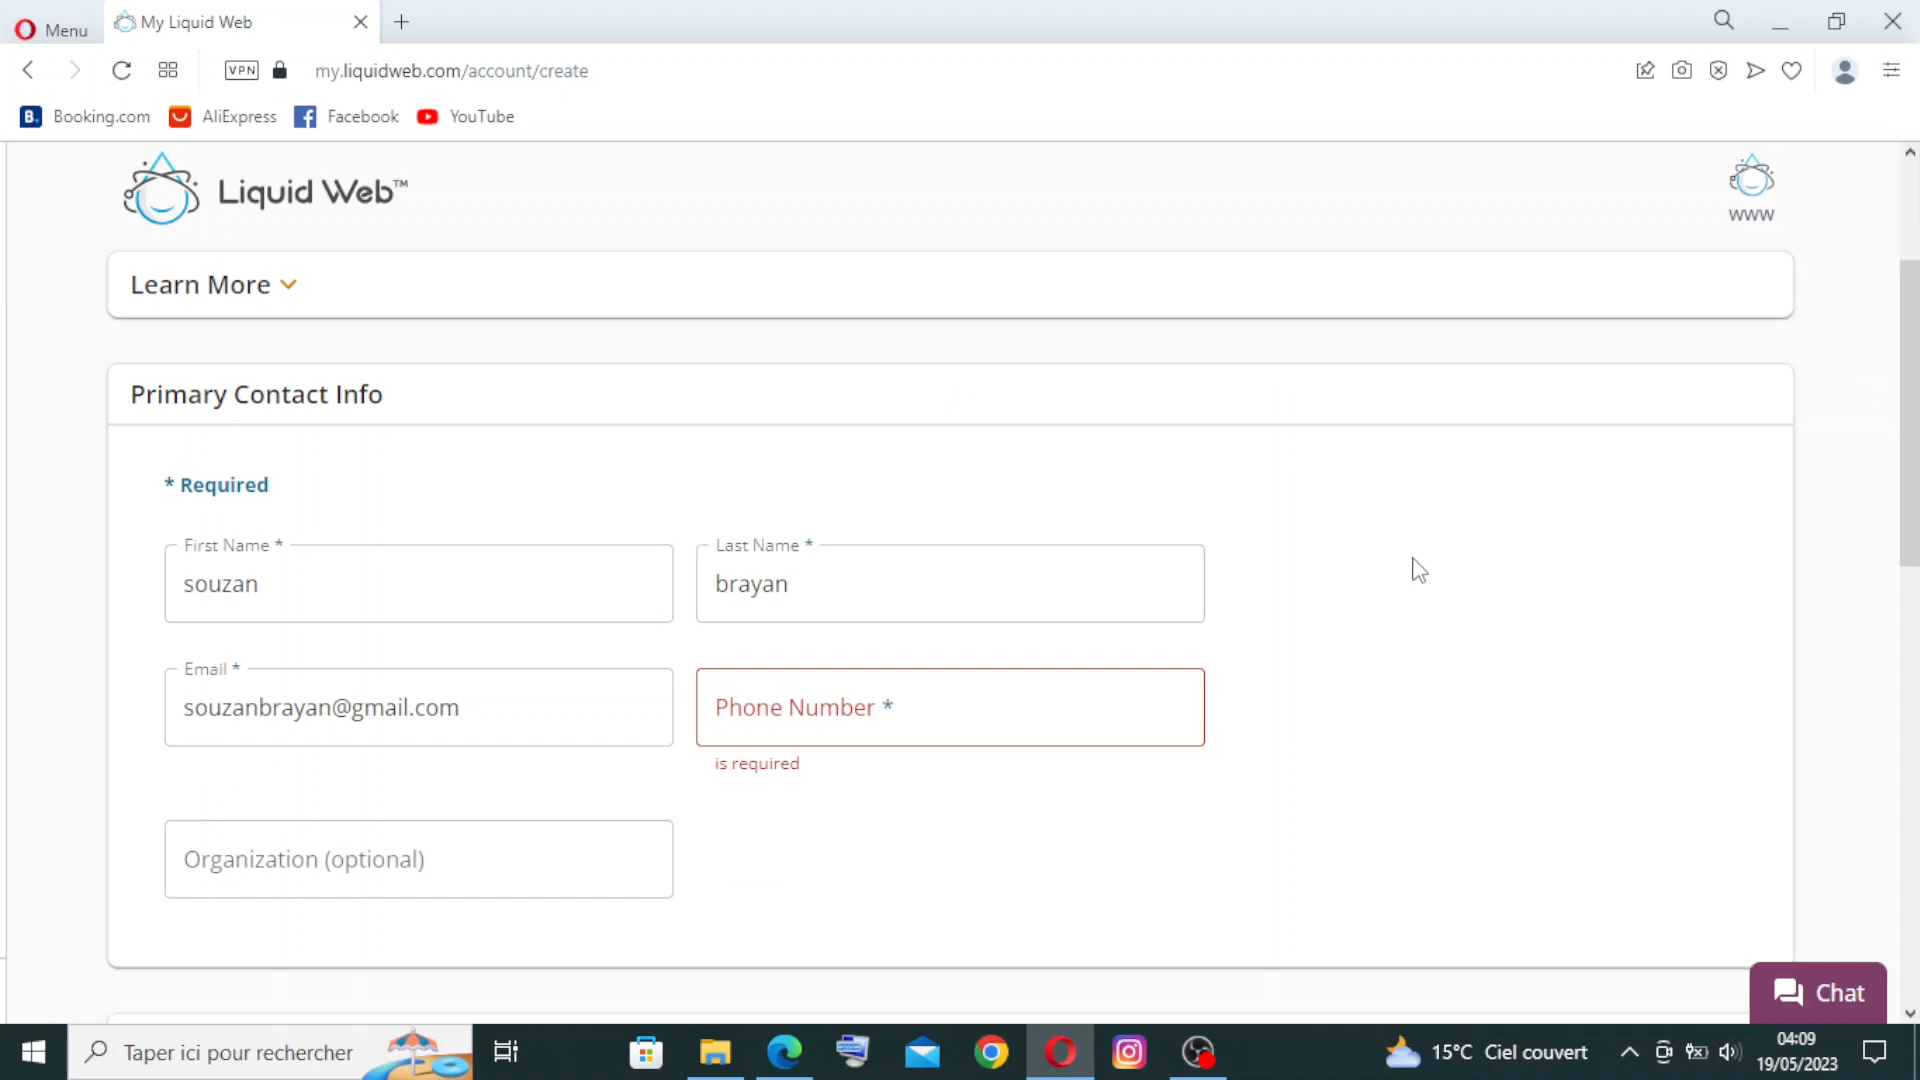 Menu
My Liquid Web
VPN
my.liquidweb.com/account/create
B.
Booking.com
AliExpress
Facebook
YouTube
Liquid Web™
WWW
Learn More
Primary Contact Info
* Required
First Name *
souzan
Last Name *
brayan
Email *
souzanbrayan@gmail.com
Phone Number *
is required
Organization (optional)
Chat
Taper ici pour rechercher
15°C Ciel couvert
04:09
19/05/2023